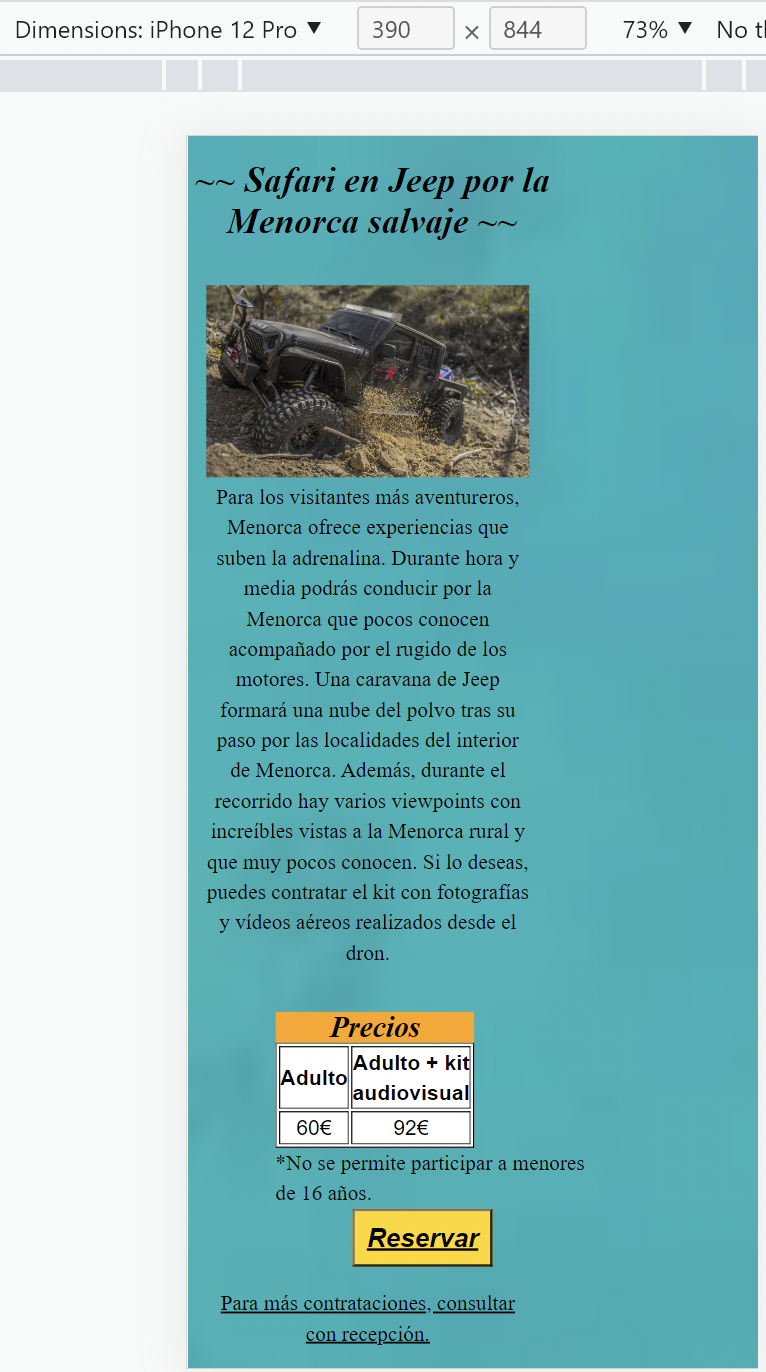 Dimensions: iPhone 12 Pro ▼ 390 × 844 73% ▼ No th
~~ Safari en Jeep por la
Menorca salvaje ~~
Para los visitantes más aventureros,
Menorca ofrece experiencias que
suben la adrenalina. Durante hora y
media podrás conducir por la
Menorca que pocos conocen
acompañado por el rugido de los
motores. Una caravana de Jeep
formará una nube del polvo tras su
paso por las localidades del interior
de Menorca. Además, durante el
recorrido hay varios viewpoints con
increíbles vistas a la Menorca rural y
que muy pocos conocen. Si lo deseas,
puedes contratar el kit con fotografías
y vídeos aéreos realizados desde el
dron.
Precios
Adulto Adulto + kit
audiovisual
60€ 92€
*No se permite participar a menores
de 16 años.
Reservar
Para más contrataciones, consultar
con recepción.